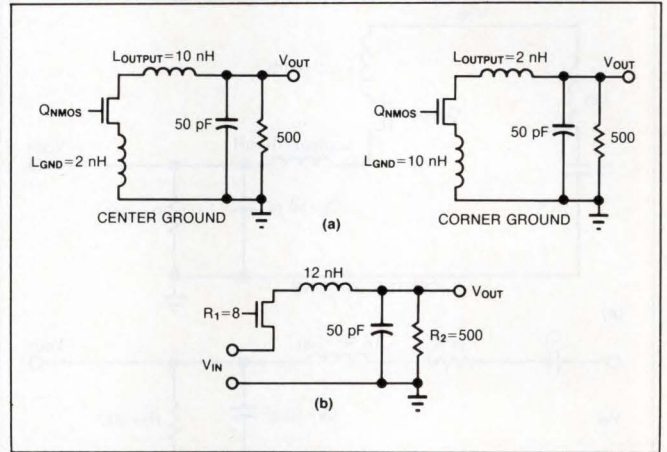 LOUTPUT=10 nH
VOUT
QNMOS
50 pF
500
LGND=2 nH
CENTER GROUND
LOUTPUT=2 nH
VOUT
QNMOS
50 pF
500
LGND=10 nH
CORNER GROUND
(a)
12 nH
VOUT
R1=8
50 pF
R2=500
VIN
(b)